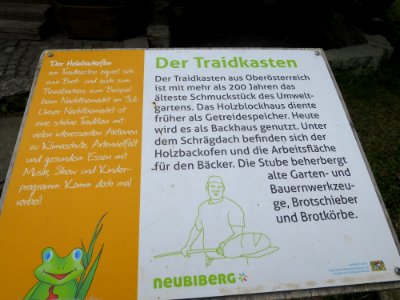 Der Holzbackofen
am Traidkasten eignet sich
zum Brot- und auch zum
Pizzabacken, zum Beispiel
beim Nachtbiomarkt im Juli.
Unser Nachtbiomarkt ist
eine schöne Tradition mit
vielen interessanten Aktionen
zu Klimaschutz, Artenvielfalt
und gesundem Essen mit
Musik, Show und Kinder-
programm. Komm doch mal
vorbei!
Der Traidkasten
Der Traidkasten aus Oberösterreich
ist mit mehr als 200 Jahren das
älteste Schmuckstück des Umwelt-
gartens. Das Holzblockhaus diente
früher als Getreidespeicher. Heute
wird es als Backhaus genutzt. Unter
dem Schrägdach befinden sich der
Holzbackofen und die Arbeitsfläche
für den Bäcker. Die Stube beherbergt
alte Garten- und
Bauernwerkzeu-
ge, Brotschieber
und Brotkörbe.
NEUBIBERG